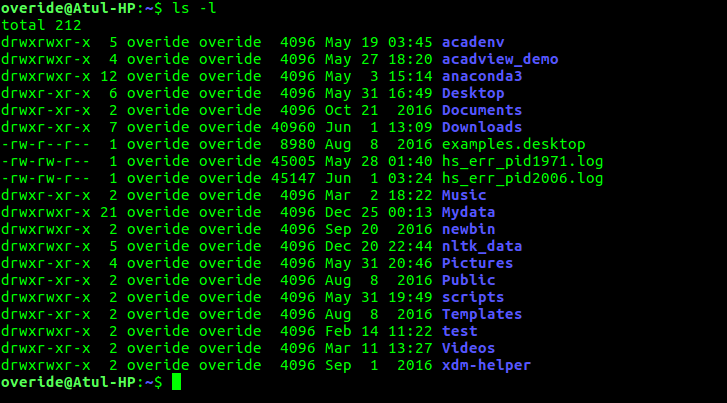 overide@Atul-HP:~$ ls -l
total 212
drwxrwxr-x  5 overide overide  4096 May 19 03:45 acadenv
drwxrwxr-x  4 overide overide  4096 May 27 18:20 acadview_demo
drwxrwxr-x 12 overide overide  4096 May  3 15:14 anaconda3
drwxr-xr-x  6 overide overide  4096 May 31 16:49 Desktop
drwxr-xr-x  2 overide overide  4096 Oct 21  2016 Documents
drwxr-xr-x  7 overide overide 40960 Jun  1 13:09 Downloads
-rw-r--r--  1 overide overide  8980 Aug  8  2016 examples.desktop
-rw-rw-r--  1 overide overide 45005 May 28 01:40 hs_err_pid1971.log
-rw-rw-r--  1 overide overide 45147 Jun  1 03:24 hs_err_pid2006.log
drwxr-xr-x  2 overide overide  4096 Mar  2 18:22 Music
drwxrwxr-x 21 overide overide  4096 Dec 25 00:13 Mydata
drwxrwxr-x  2 overide overide  4096 Sep 20  2016 newbin
drwxrwxr-x  5 overide overide  4096 Dec 20 22:44 nltk_data
drwxr-xr-x  4 overide overide  4096 May 31 20:46 Pictures
drwxr-xr-x  2 overide overide  4096 Aug  8  2016 Public
drwxrwxr-x  2 overide overide  4096 May 31 19:49 scripts
drwxr-xr-x  2 overide overide  4096 Aug  8  2016 Templates
drwxrwxr-x  2 overide overide  4096 Feb 14 11:22 test
drwxr-xr-x  2 overide overide  4096 Mar 11 13:27 Videos
drwxrwxr-x  2 overide overide  4096 Sep  1  2016 xdm-helper
overide@Atul-HP:~$